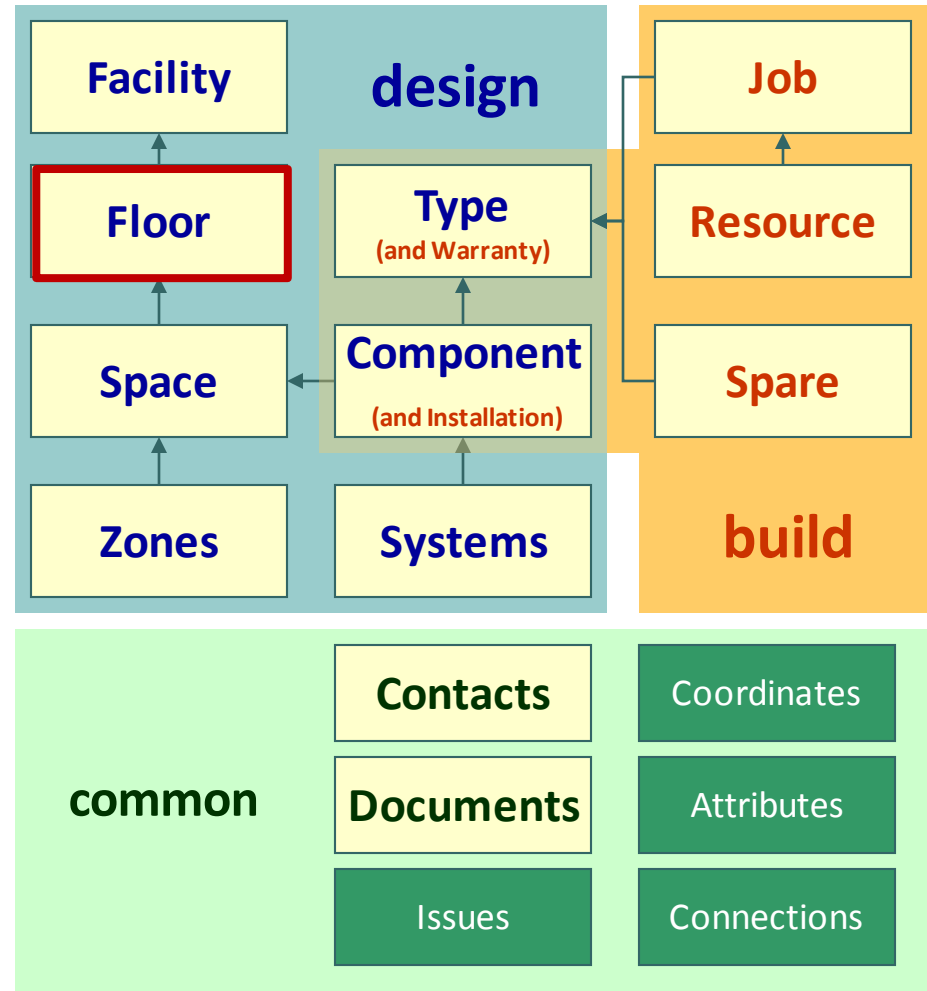 Facility
design
Job
Floor
Type
(and Warranty)
Resource
Space
Component
(and Installation)
Spare
Zones
Systems
build
Contacts
Coordinates
common
Documents
Attributes
Issues
Connections